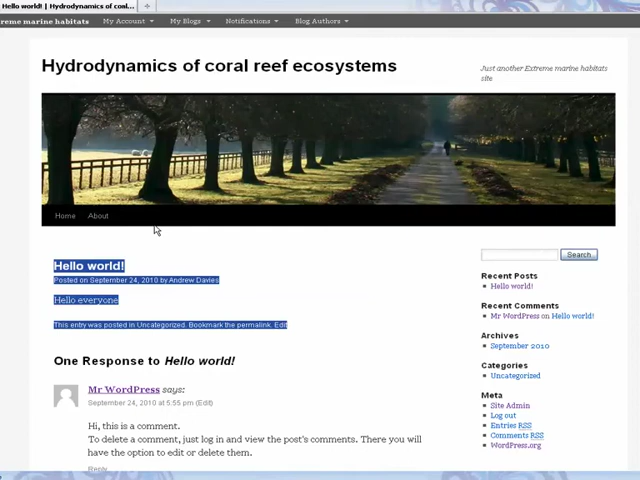 Hello world! | Hydrodynamics of coral...
reme marine habitats My Account My Blogs Notifications Blog Authors
Hydrodynamics of coral reef ecosystems
Just another Extreme marine habitats
site
Home About
Hello world!
Posted on September 24, 2010 by Andrew Davies
Hello everyone
This entry was posted in Uncategorized. Bookmark the permalink. Edit
One Response to Hello world!
Mr WordPress says:
September 24, 2010 at 5:55 pm (Edit)
Hi, this is a comment.
To delete a comment, just log in and view the post's comments. There you will
have the option to edit or delete them.
Reply
Search
Recent Posts
Hello world!
Recent Comments
Mr WordPress on Hello world!
Archives
September 2010
Categories
Uncategorized
Meta
Site Admin
Log out
Entries RSS
Comments RSS
WordPress.org